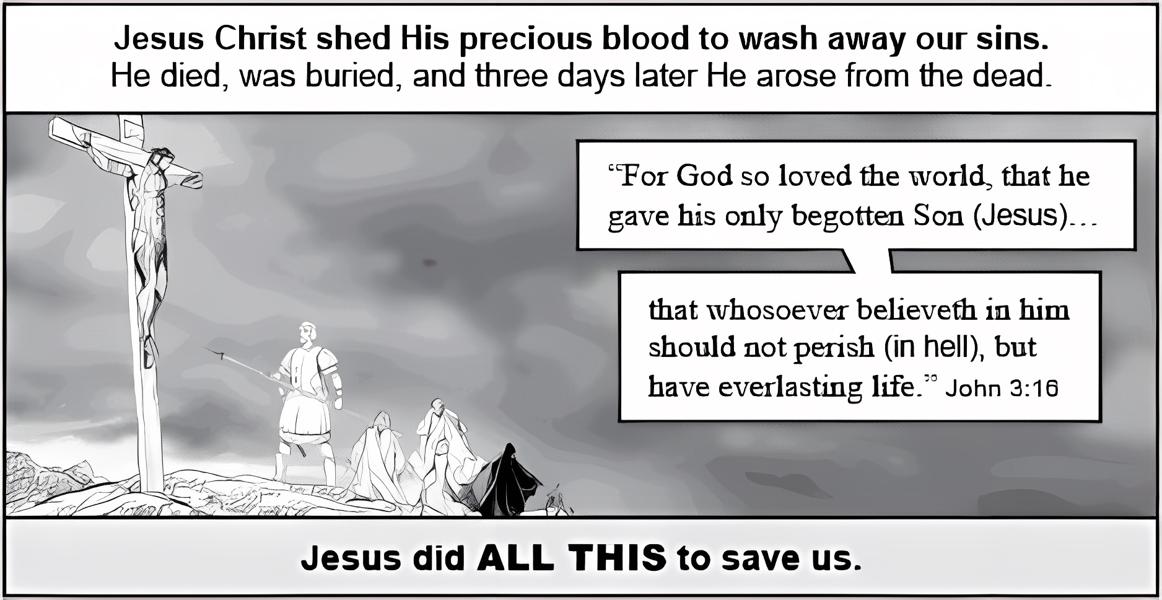 Jesus Christ shed His precious blood to wash away our sins.
He died, was buried, and three days later He arose from the dead.
“For God so loved the world, that he
gave his only begotten Son (Jesus)...
that whosoever believeth in him
should not perish (in hell), but
have everlasting life.” John 3:16
Jesus did ALL THIS to save us.